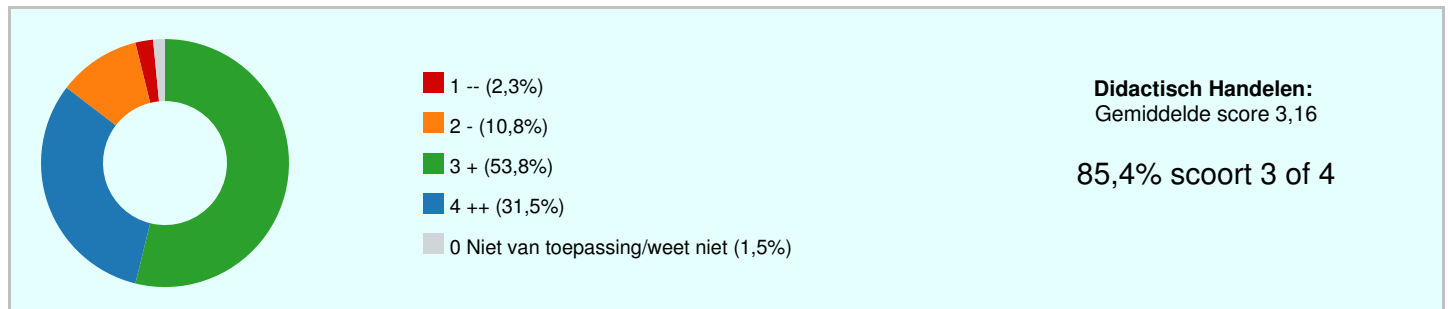 1 -- (2,3%)
2 - (10,8%)
3 + (53,8%)
4 ++ (31,5%)
0 Niet van toepassing/weet niet (1,5%)
Didactisch Handelen:
Gemiddelde score 3,16
85,4% scoort 3 of 4